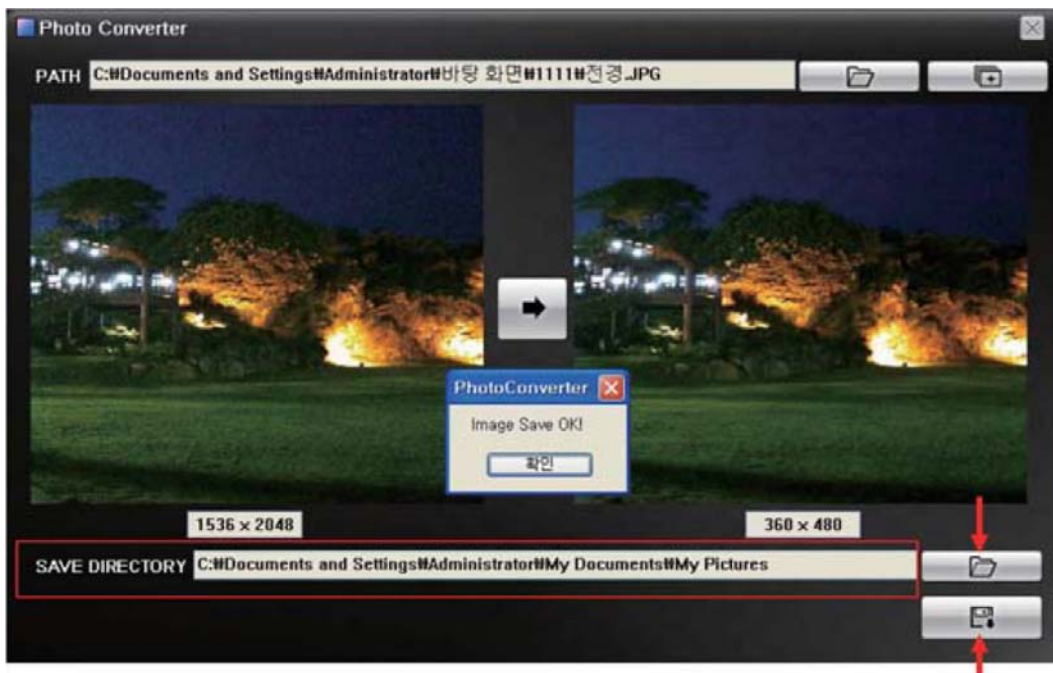 Photo Converter
PATH C:₩Documents and Settings₩Administrator₩바탕 화면₩1111₩전경.JPG
PhotoConverter
Image Save OK!
확인
1536 x 2048
360 x 480
SAVE DIRECTORY C:₩Documents and Settings₩Administrator₩My Documents₩My Pictures